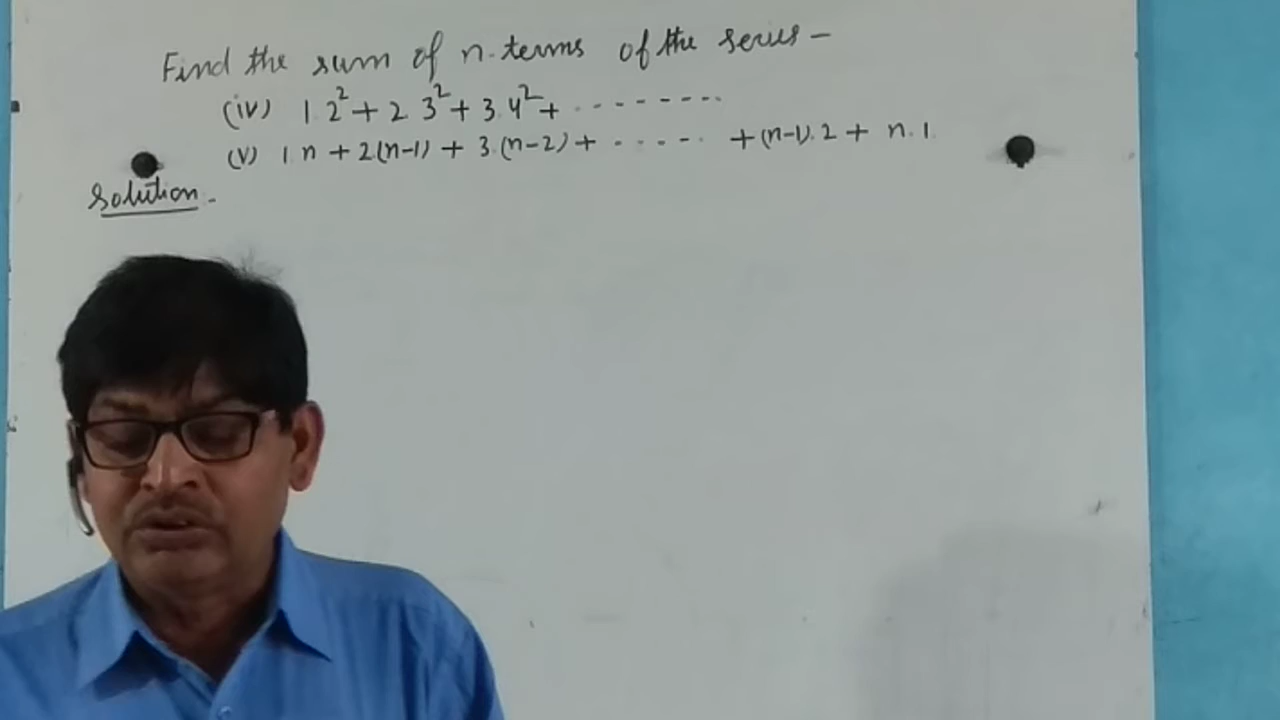 Find the sum of n terms of the series –
(iv) 1.2² + 2.3² + 3.4² + ........
(v) 1.n + 2.(n-1) + 3.(n-2) + ...... + (n-1).2 + n.1
Solution -